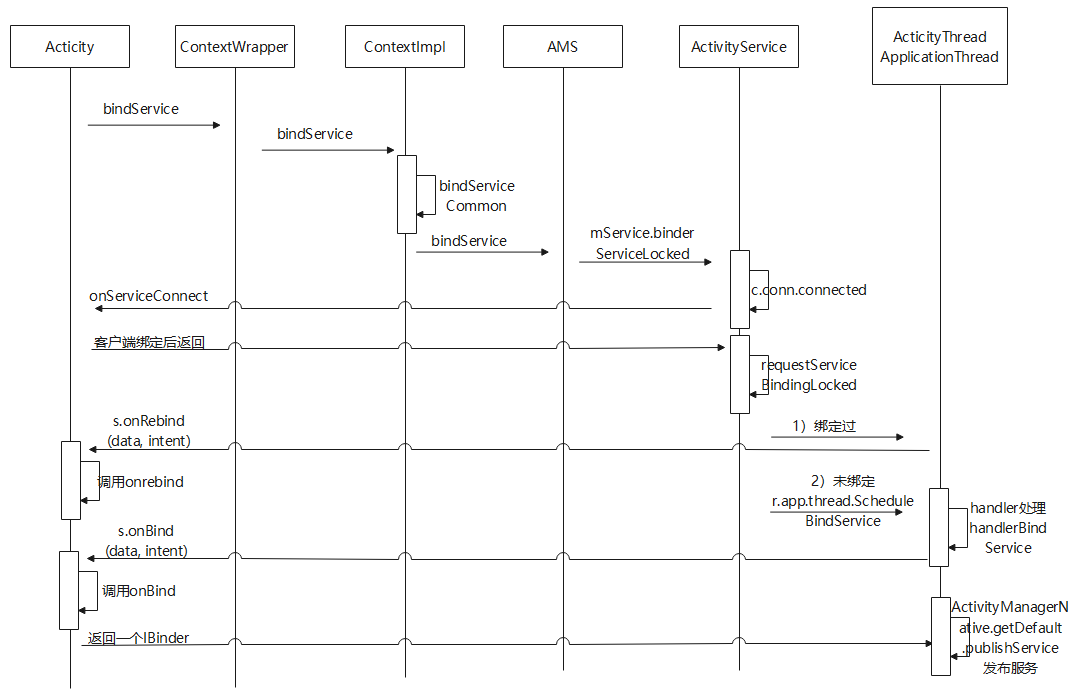 Acticity
ContextWrapper
ContextImpl
AMS
ActivityService
ActicityThread
ApplicationThread
bindService
bindService
bindService
Common
bindService
mService.binder
ServiceLocked
c.conn.connected
onServiceConnect
客户端绑定后返回
requestService
BindingLocked
s.onRebind
(data, intent)
1）绑定过
调用onrebind
2）未绑定
r.app.thread.Schedule
BindService
handler处理
handlerBind
Service
s.onBind
(data, intent)
调用onBind
返回一个IBinder
ActivityManagerN
ative.getDefault
.publishService
发布服务